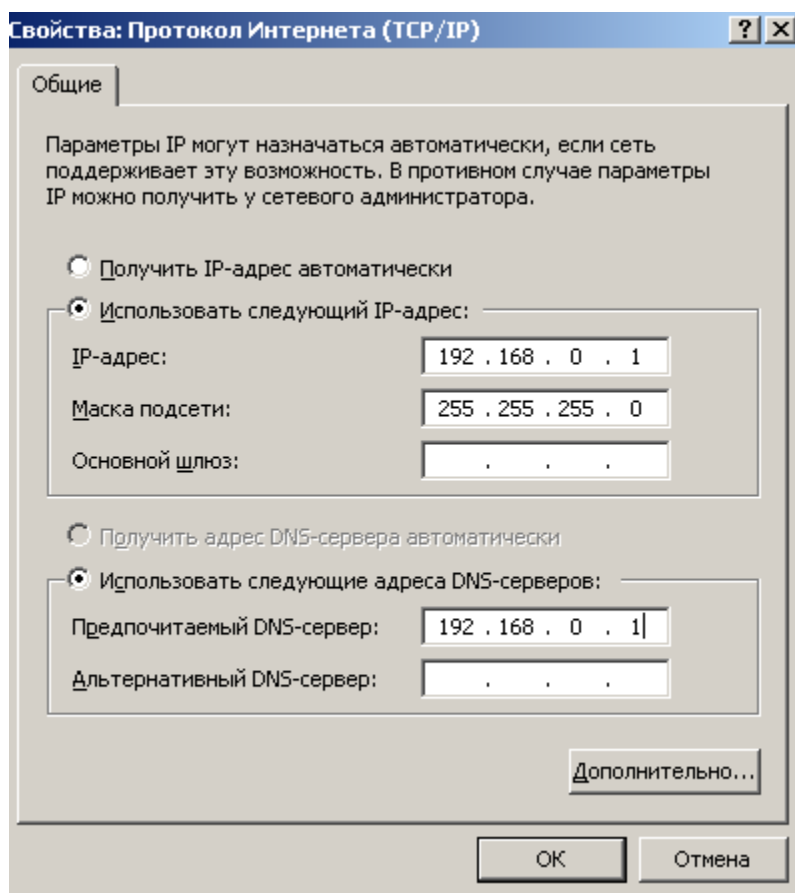 Свойства: Протокол Интернета (TCP/IP)
Общие
Параметры IP могут назначаться автоматически, если сеть
поддерживает эту возможность. В противном случае параметры
IP можно получить у сетевого администратора.
Получить IP-адрес автоматически
Использовать следующий IP-адрес:
IP-адрес: 192 . 168 . 0 . 1
Маска подсети: 255 . 255 . 255 . 0
Основной шлюз: . . .
Получить адрес DNS-сервера автоматически
Использовать следующие адреса DNS-серверов:
Предпочитаемый DNS-сервер: 192 . 168 . 0 . 1
Альтернативный DNS-сервер: . . .
Дополнительно...
ОК Отмена